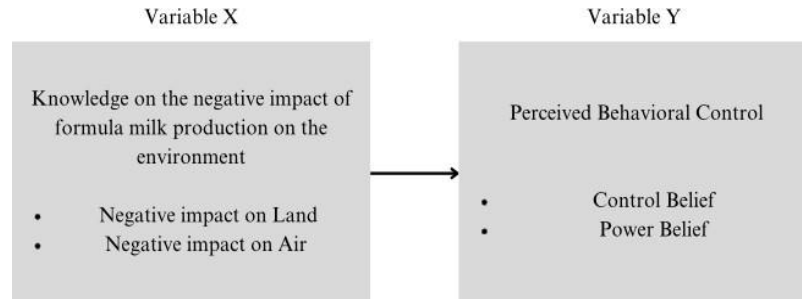 Variable X
Variable Y
Knowledge on the negative impact of
formula milk production on the
environment
• Negative impact on Land
• Negative impact on Air
Perceived Behavioral Control
• Control Belief
• Power Belief